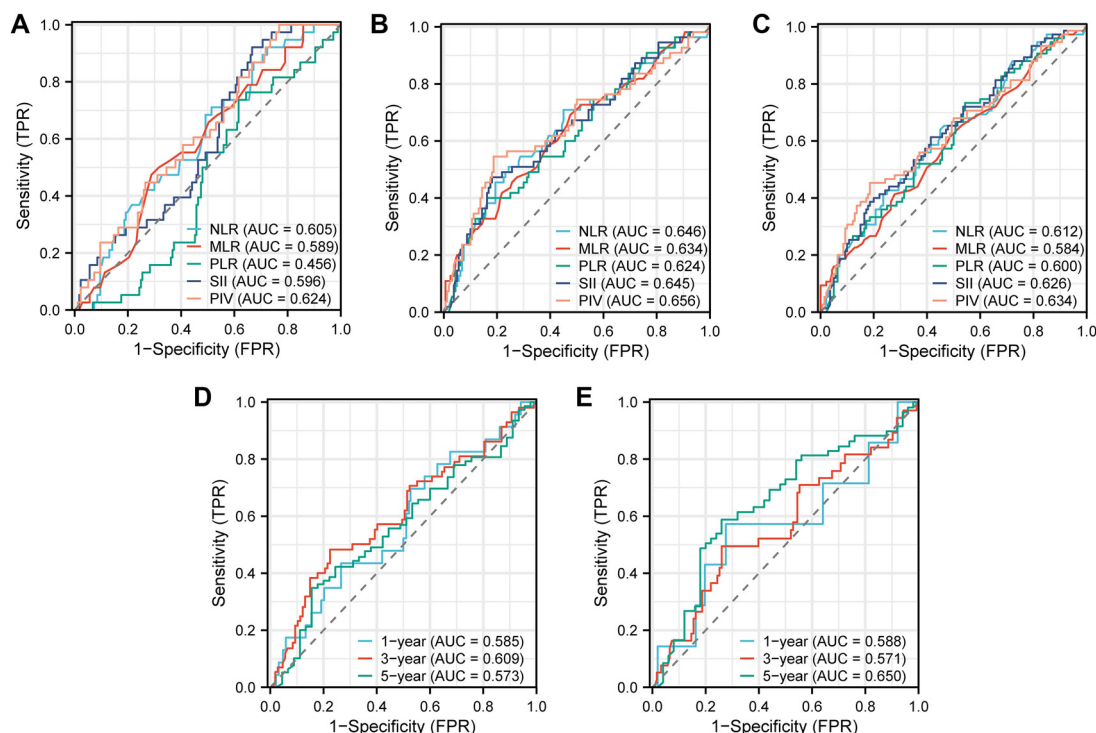 A
1.0
0.8
0.6
0.4
0.2
0.0
Sensitivity (TPR)
NLR (AUC = 0.605)
MLR (AUC = 0.589)
PLR (AUC = 0.456)
SII (AUC = 0.596)
PIV (AUC = 0.624)
0.0 0.2 0.4 0.6 0.8 1.0
1−Specificity (FPR)
B
1.0
0.8
0.6
0.4
0.2
0.0
Sensitivity (TPR)
NLR (AUC = 0.646)
MLR (AUC = 0.634)
PLR (AUC = 0.624)
SII (AUC = 0.645)
PIV (AUC = 0.656)
0.0 0.2 0.4 0.6 0.8 1.0
1−Specificity (FPR)
C
1.0
0.8
0.6
0.4
0.2
0.0
Sensitivity (TPR)
NLR (AUC = 0.612)
MLR (AUC = 0.584)
PLR (AUC = 0.600)
SII (AUC = 0.626)
PIV (AUC = 0.634)
0.0 0.2 0.4 0.6 0.8 1.0
1−Specificity (FPR)
D
1.0
0.8
0.6
0.4
0.2
0.0
Sensitivity (TPR)
1−year (AUC = 0.585)
3−year (AUC = 0.609)
5−year (AUC = 0.573)
0.0 0.2 0.4 0.6 0.8 1.0
1−Specificity (FPR)
E
1.0
0.8
0.6
0.4
0.2
0.0
Sensitivity (TPR)
1−year (AUC = 0.588)
3−year (AUC = 0.571)
5−year (AUC = 0.650)
0.0 0.2 0.4 0.6 0.8 1.0
1−Specificity (FPR)